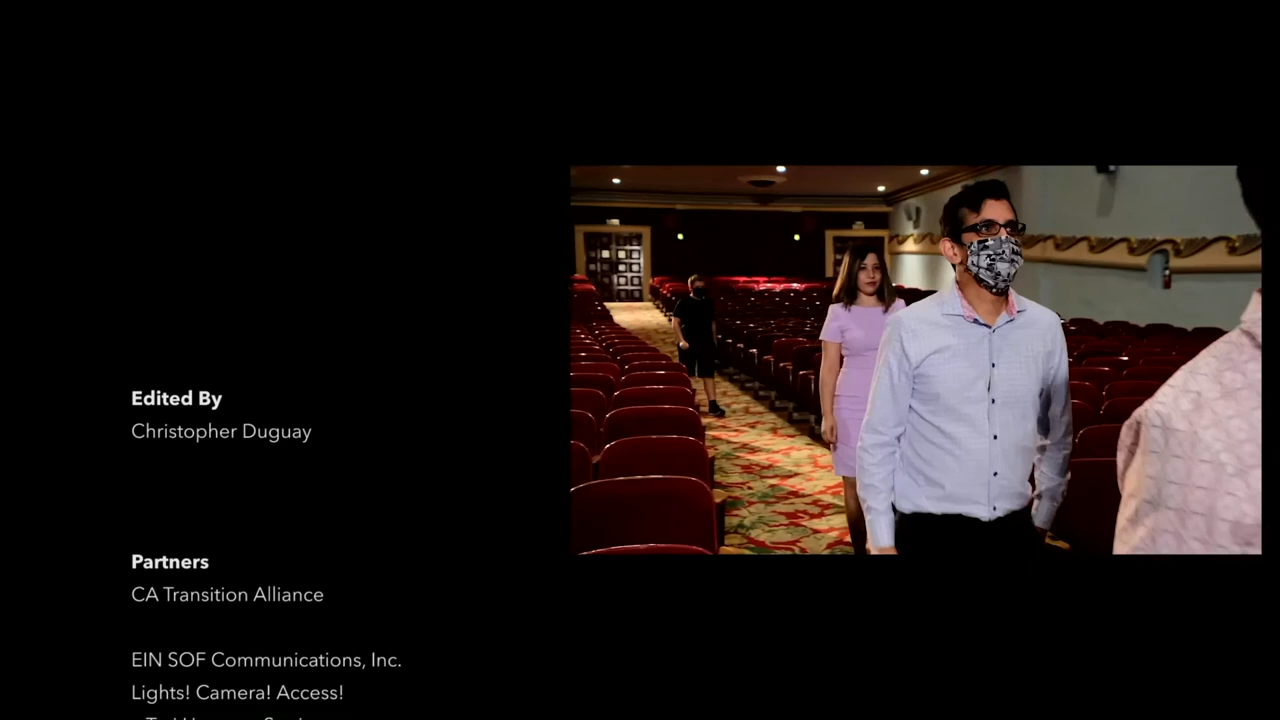 Edited By
Christopher Duguay
Partners
CA Transition Alliance
EIN SOF Communications, Inc.
Lights! Camera! Access!